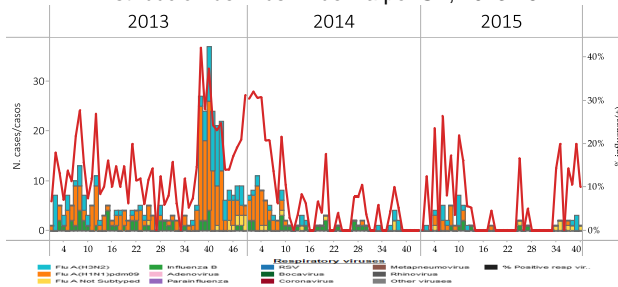 2013 2014 2015
N. cases/casos
30
20
10
0
40%
30%
20%
10%
0%
4 10 16 22 28 34 40 46 4 10 16 22 28 34 40 46 4 10 16 22 28 34 40
Respiratory viruses
Flu A(H3N2) Influenza B RSV Metapneumovirus % Positive resp vir..
Flu A(H1N1)pdm09 Adenovirus Bocavirus Rhinovirus
Flu A Not Subtyped Parainfluenza Coronavirus Other viruses